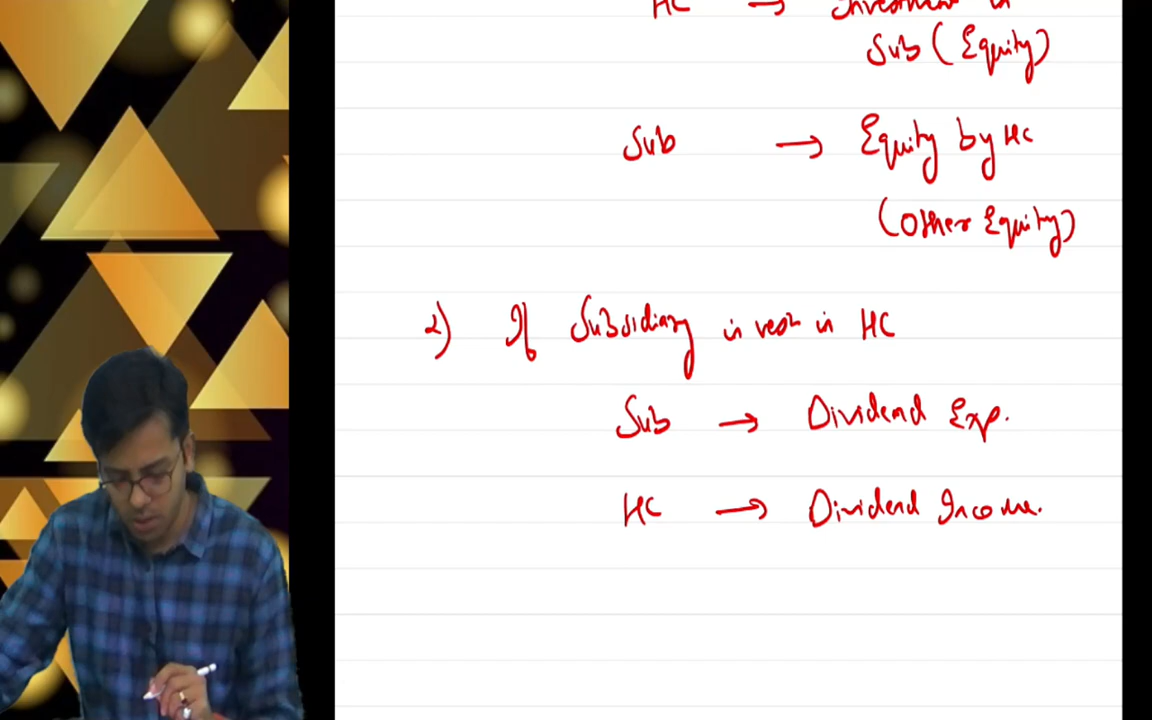 HC → Investment in
Sub (Equity)
Sub → Equity by HC
(Other Equity)
2) If Subsidiary invest in HC
Sub → Dividend Exp.
HC → Dividend Income.